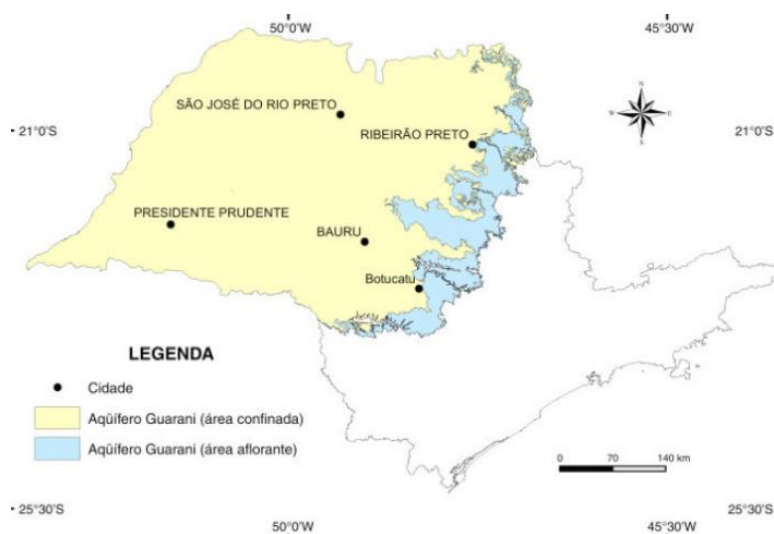 50°0'W 45°30'W
SÃO JOSÉ DO RIO PRETO
N
W E
S
21°0'S 21°0'S
RIBEIRÃO PRETO
PRESIDENTE PRUDENTE
BAURU
Botucatu
LEGENDA
Cidade
Aqüífero Guarani (área confinada)
Aqüífero Guarani (área aflorante)
0 70 140 km
25°30'S 25°30'S
50°0'W 45°30'W